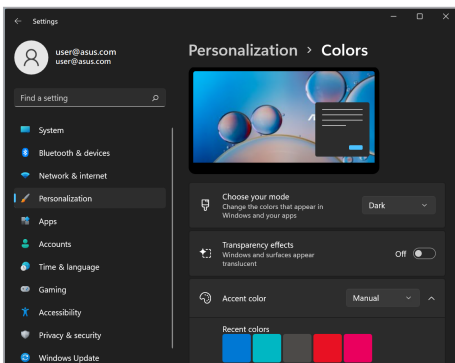 Settings
user@asus.com
user@asus.com
Find a setting
System
Bluetooth & devices
Network & internet
Personalization
Apps
Accounts
Time & language
Gaming
Accessibility
Privacy & security
Windows Update
Personalization > Colors
Choose your mode
Change the colors that appear in
Windows and your apps
Dark
Transparency effects
Windows and surfaces appear
translucent
Off
Accent color
Manual
Recent colors